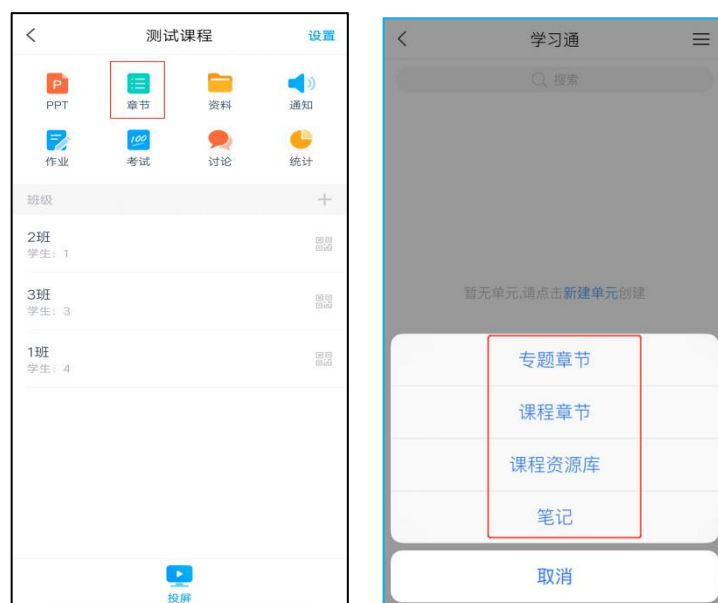 测试课程 设置
P
PPT 章节 资料 通知
100
作业 考试 讨论 统计
班级
2班
学生: 1
3班
学生: 3
1班
学生: 4
投屏
学习通
搜索
暂无单元,请点击新建单元创建
专题章节
课程章节
课程资源库
笔记
取消